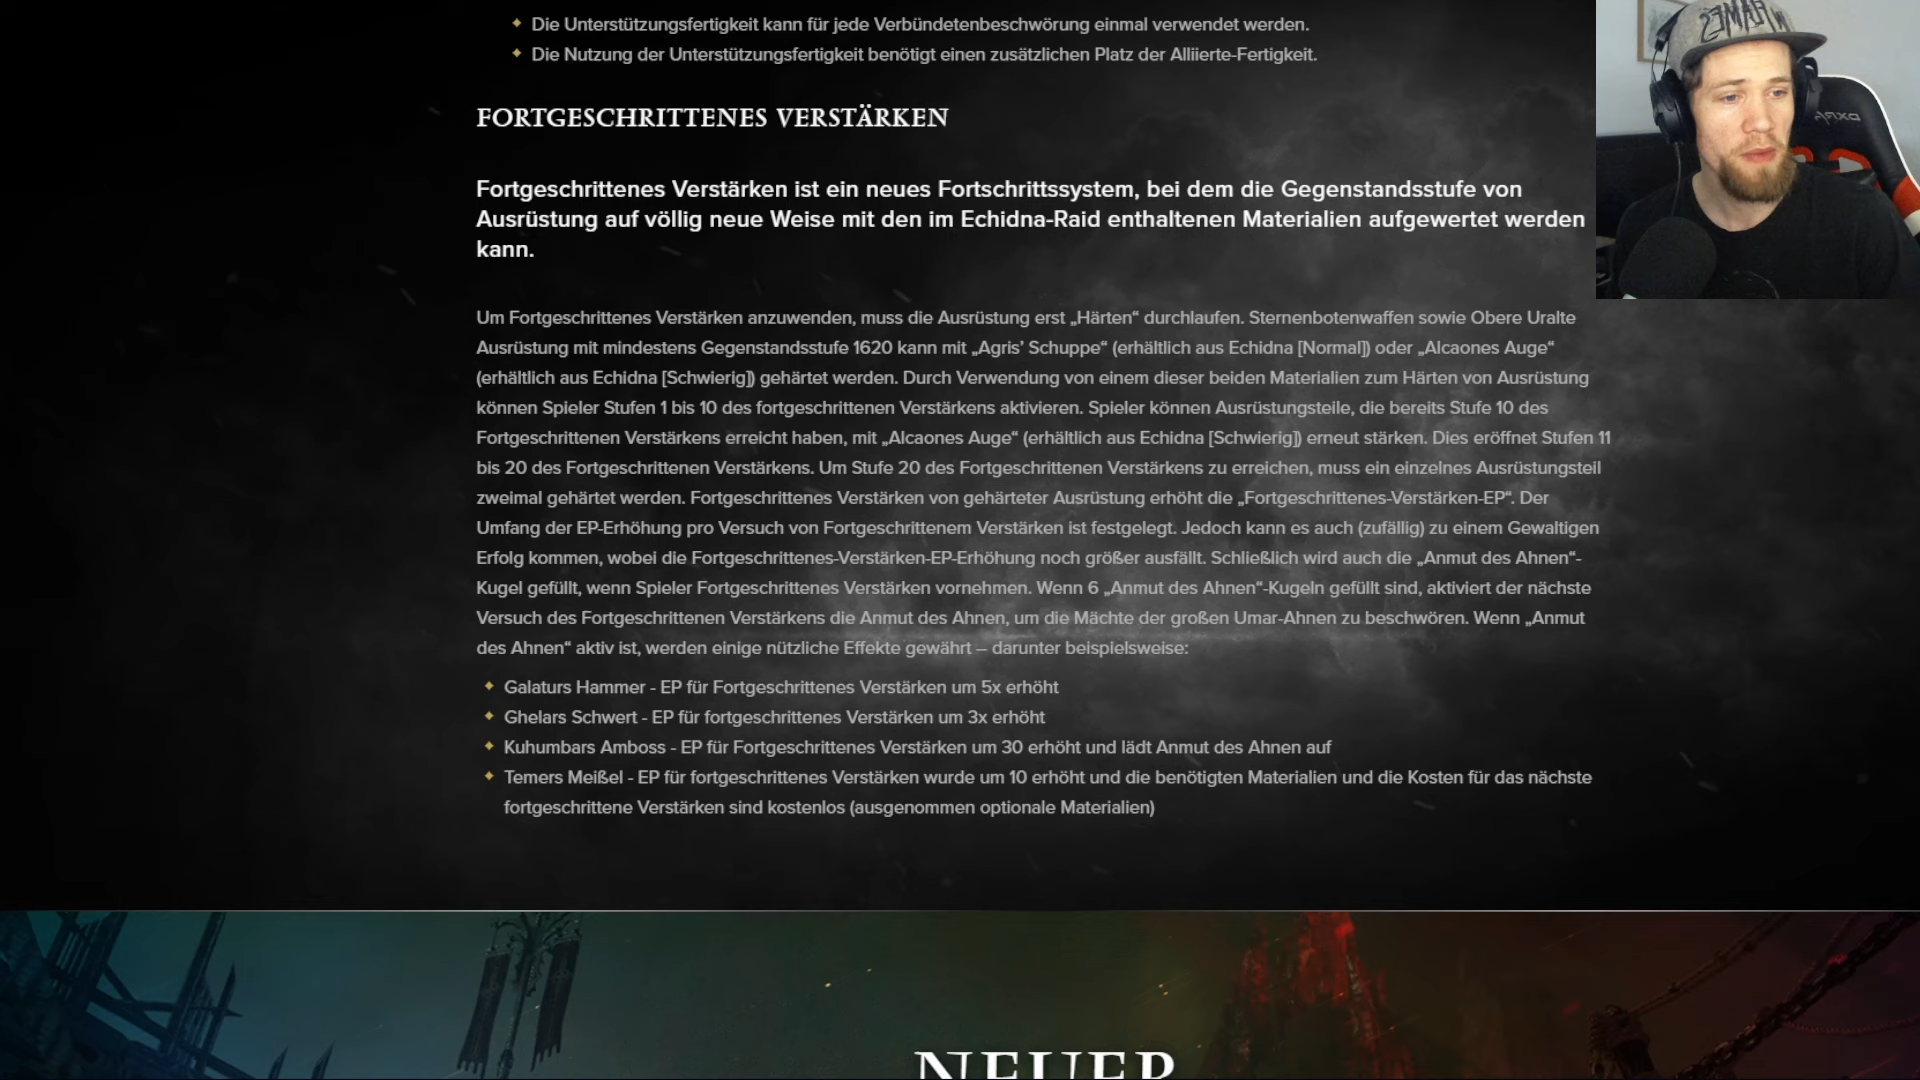 Die Unterstützungsfertigkeit kann für jede Verbündetenbeschwörung einmal verwendet werden.
Die Nutzung der Unterstützungsfertigkeit benötigt einen zusätzlichen Platz der Alliierte-Fertigkeit.
FORTGESCHRITTENES VERSTÄRKEN
Fortgeschrittenes Verstärken ist ein neues Fortschrittssystem, bei dem die Gegenstandsstufe von
Ausrüstung auf völlig neue Weise mit den im Echidna-Raid enthaltenen Materialien aufgewertet werden
kann.
Um Fortgeschrittenes Verstärken anzuwenden, muss die Ausrüstung erst „Härten“ durchlaufen. Sternenbotenwaffen sowie Obere Uralte
Ausrüstung mit mindestens Gegenstandsstufe 1620 kann mit „Agris’ Schuppe“ (erhältlich aus Echidna [Normal]) oder „Alcaones Auge“
(erhältlich aus Echidna [Schwierig]) gehärtet werden. Durch Verwendung von einem dieser beiden Materialien zum Härten von Ausrüstung
können Spieler Stufen 1 bis 10 des fortgeschrittenen Verstärkens aktivieren. Spieler können Ausrüstungsteile, die bereits Stufe 10 des
Fortgeschrittenen Verstärkens erreicht haben, mit „Alcaones Auge“ (erhältlich aus Echidna [Schwierig]) erneut stärken. Dies eröffnet Stufen 11
bis 20 des Fortgeschrittenen Verstärkens. Um Stufe 20 des Fortgeschrittenen Verstärkens zu erreichen, muss ein einzelnes Ausrüstungsteil
zweimal gehärtet werden. Fortgeschrittenes Verstärken von gehärteter Ausrüstung erhöht die „Fortgeschrittenes-Verstärken-EP“. Der
Umfang der EP-Erhöhung pro Versuch von Fortgeschrittenem Verstärken ist festgelegt. Jedoch kann es auch (zufällig) zu einem Gewaltigen
Erfolg kommen, wobei die Fortgeschrittenes-Verstärken-EP-Erhöhung noch größer ausfällt. Schließlich wird auch die „Anmut des Ahnen“-
Kugel gefüllt, wenn Spieler Fortgeschrittenes Verstärken vornehmen. Wenn 6 „Anmut des Ahnen“-Kugeln gefüllt sind, aktiviert der nächste
Versuch des Fortgeschrittenen Verstärkens die Anmut des Ahnen, um die Mächte der großen Umar-Ahnen zu beschwören. Wenn „Anmut
des Ahnen“ aktiv ist, werden einige nützliche Effekte gewährt – darunter beispielsweise:
Galaturs Hammer - EP für Fortgeschrittenes Verstärken um 5x erhöht
Ghelars Schwert - EP für fortgeschrittenes Verstärken um 3x erhöht
Kuhumbars Amboss - EP für Fortgeschrittenes Verstärken um 30 erhöht und lädt Anmut des Ahnen auf
Temers Meißel - EP für fortgeschrittenes Verstärken wurde um 10 erhöht und die benötigten Materialien und die Kosten für das nächste
fortgeschrittene Verstärken sind kostenlos (ausgenommen optionale Materialien)
NEUER